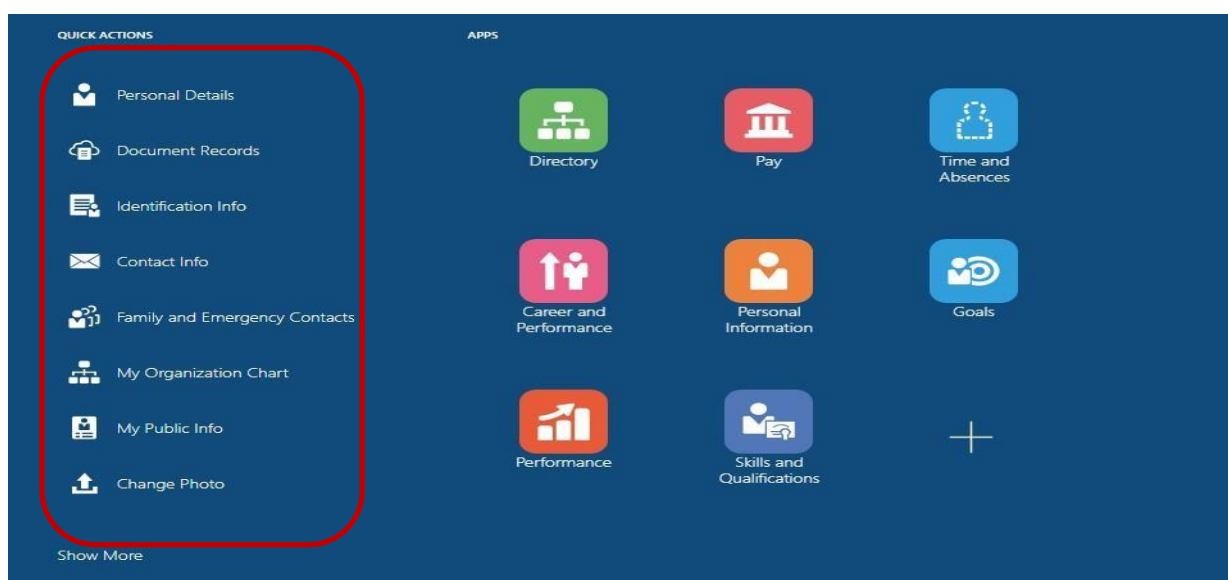 QUICK ACTIONS
Personal Details
Document Records
Identification Info
Contact Info
Family and Emergency Contacts
My Organization Chart
My Public Info
Change Photo
Show More
APPS
Directory
Pay
Time and
Absences
Career and
Performance
Personal
Information
Goals
Performance
Skills and
Qualifications